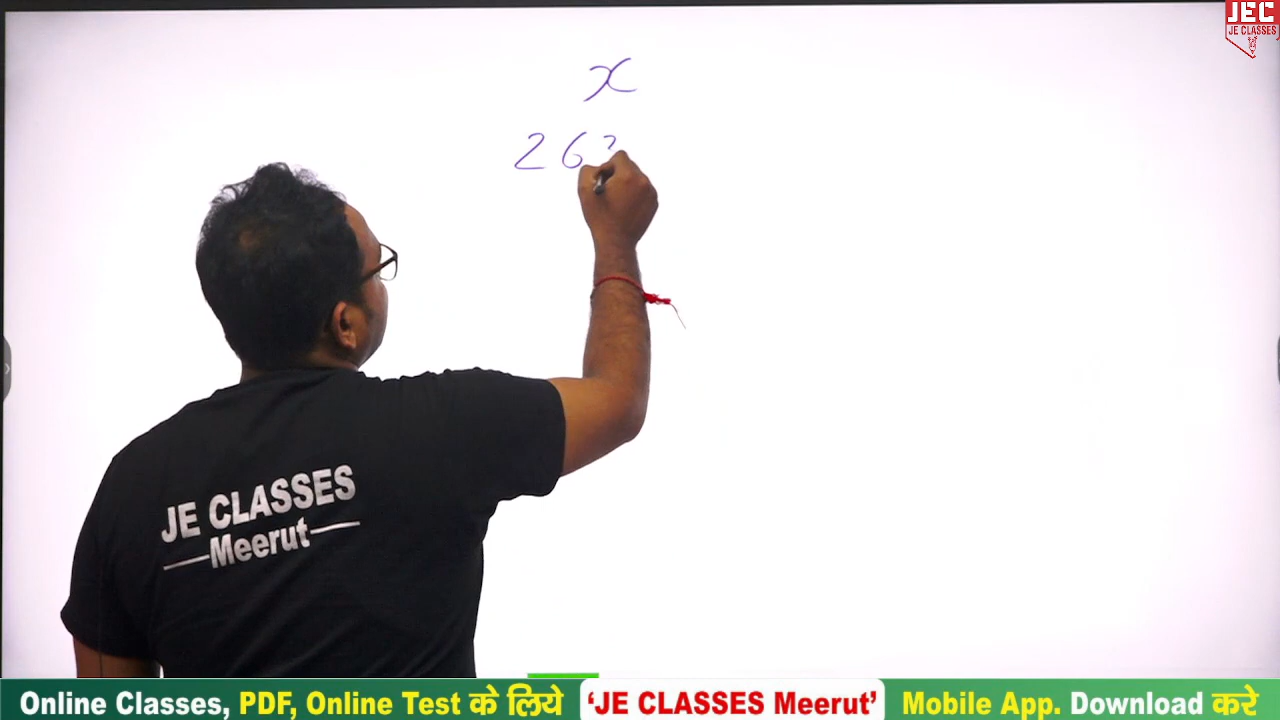 JEC
JE CLASSES
x
26
JE CLASSES
Meerut
Online Classes, PDF, Online Test के लिये 'JE CLASSES Meerut' Mobile App. Download करे